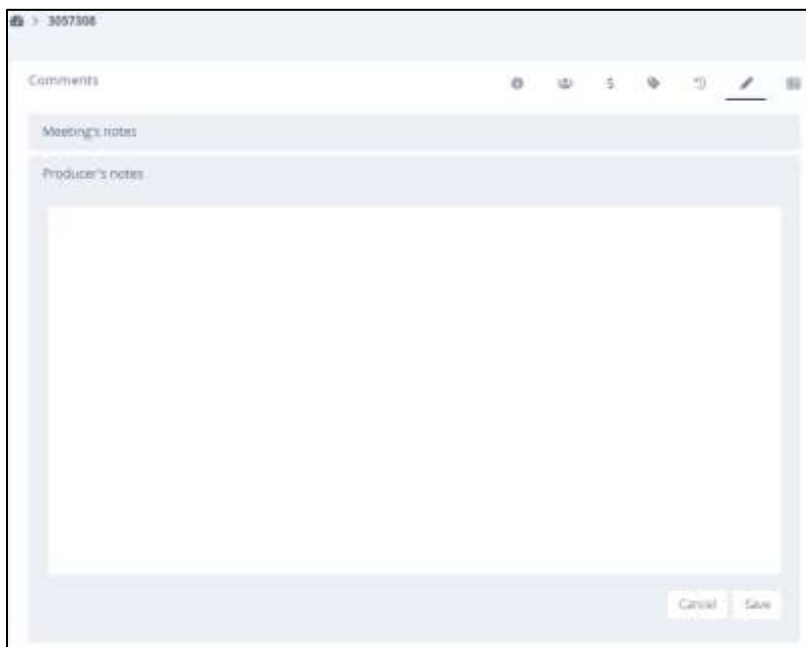 > 3057308
Comments
$
Meeting's notes
Producer's notes
Cancel Save